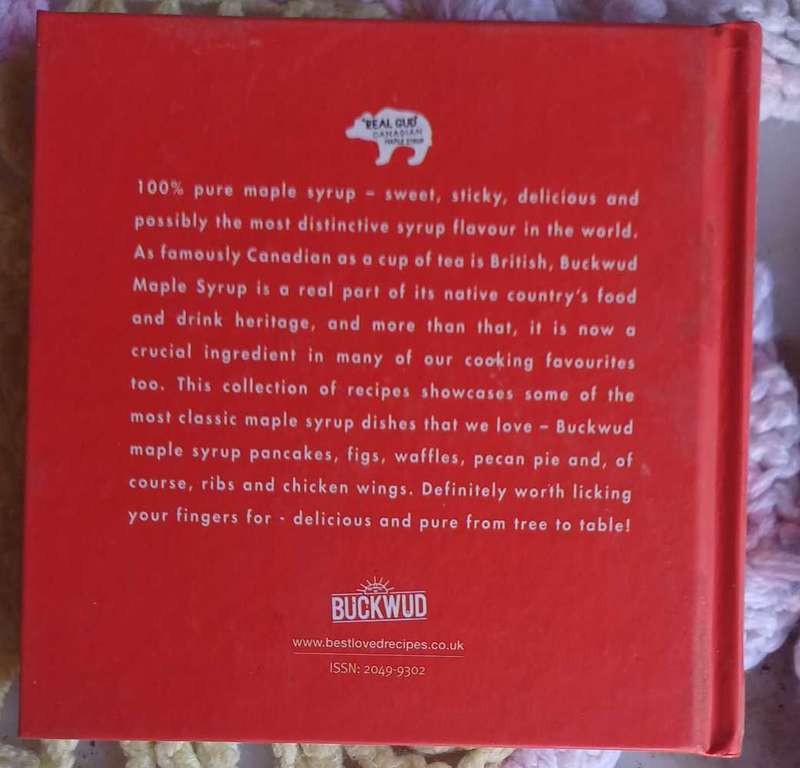 "REAL GUD"
CANADIAN
MAPLE SYRUP
100% pure maple syrup – sweet, sticky, delicious and
possibly the most distinctive syrup flavour in the world.
As famously Canadian as a cup of tea is British, Buckwud
Maple Syrup is a real part of its native country's food
and drink heritage, and more than that, it is now a
crucial ingredient in many of our cooking favourites
too. This collection of recipes showcases some of the
most classic maple syrup dishes that we love – Buckwud
maple syrup pancakes, figs, waffles, pecan pie and, of
course, ribs and chicken wings. Definitely worth licking
your fingers for - delicious and pure from tree to table!
BUCKWUD
www.bestlovedrecipes.co.uk
ISSN: 2049-9302